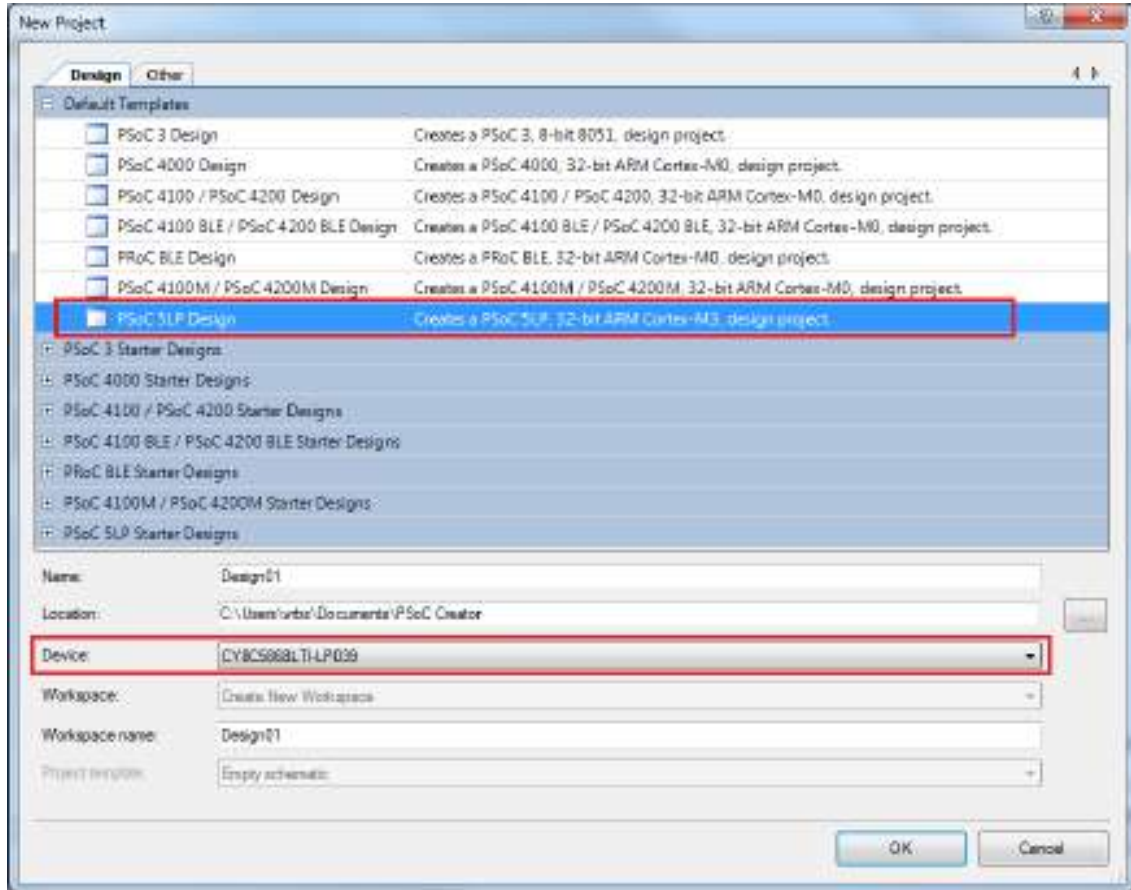 New Project
Design Other
Default Templates
PSoC 3 Design Creates a PSoC 3, 8-bit 8051, design project.
PSoC 4000 Design Creates a PSoC 4000, 32-bit ARM Cortex-M0, design project.
PSoC 4100 / PSoC 4200 Design Creates a PSoC 4100 / PSoC 4200, 32-bit ARM Cortex-M0, design project.
PSoC 4100 BLE / PSoC 4200 BLE Design Creates a PSoC 4100 BLE / PSoC 4200 BLE, 32-bit ARM Cortex-M0, design project.
PRoC BLE Design Creates a PRoC BLE, 32-bit ARM Cortex-M0, design project.
PSoC 4100M / PSoC 4200M Design Creates a PSoC 4100M / PSoC 4200M, 32-bit ARM Cortex-M0, design project.
PSoC 5LP Design Creates a PSoC 5LP, 32-bit ARM Cortex-M3, design project.
PSoC 3 Starter Designs
PSoC 4000 Starter Designs
PSoC 4100 / PSoC 4200 Starter Designs
PSoC 4100 BLE / PSoC 4200 BLE Starter Designs
PRoC BLE Starter Designs
PSoC 4100M / PSoC 4200M Starter Designs
PSoC 5LP Starter Designs
Name: Design01
Location: \Documents\PSoC Creator
Device: CY8C5868LTI-LP039
Workspace: Create New Workspace
Workspace name: Design01
Project template: Empty schematic
...
OK Cancel